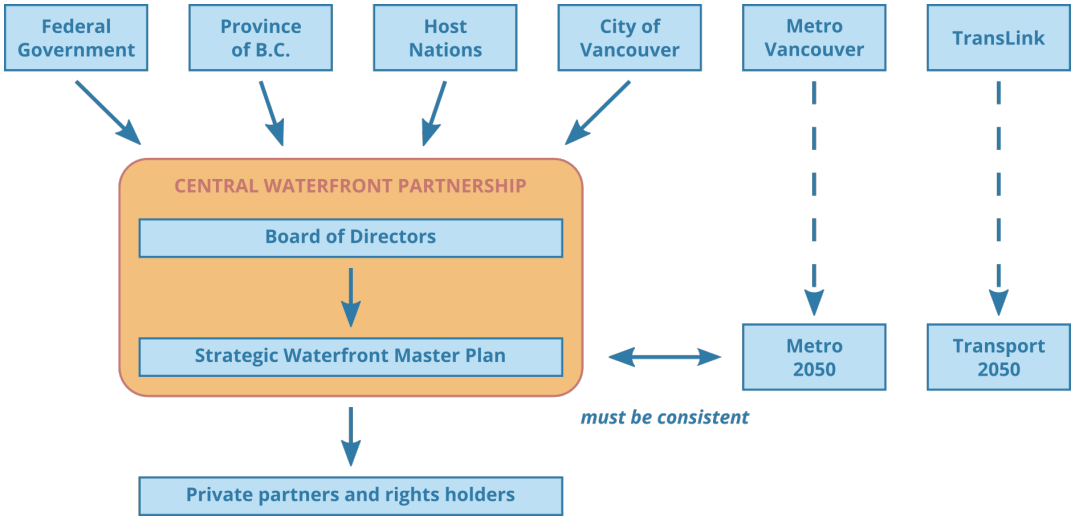 Federal
Government
Province
of B.C.
Host
Nations
City of
Vancouver
Metro
Vancouver
TransLink
CENTRAL WATERFRONT PARTNERSHIP
Board of Directors
Strategic Waterfront Master Plan
Metro
2050
Transport
2050
must be consistent
Private partners and rights holders